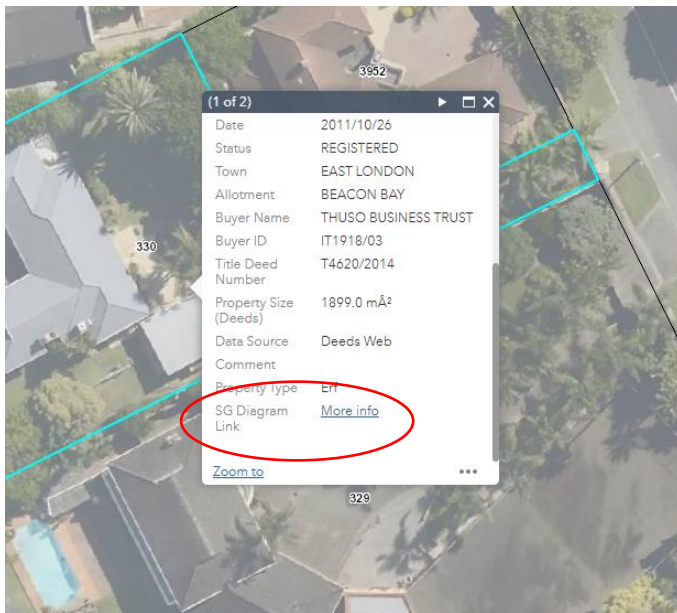 3952
(1 of 2)
Date 2011/10/26
Status REGISTERED
Town EAST LONDON
Allotment BEACON BAY
Buyer Name THUSO BUSINESS TRUST
Buyer ID IT1918/03
330
Title Deed T4620/2014
Number
Property Size 1899.0 mÂ²
(Deeds)
Data Source Deeds Web
Comment
Property Type Erf
SG Diagram More info
Link
Zoom to
329